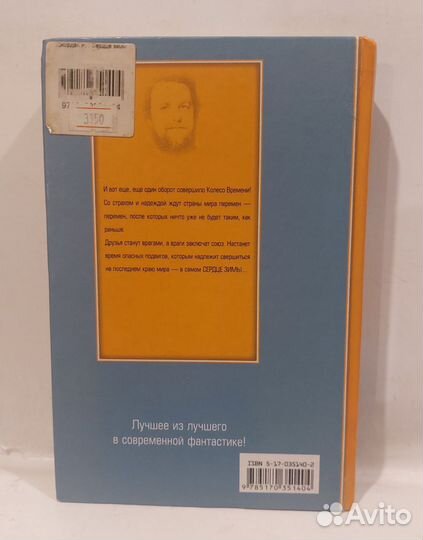 3150
И вот еще, еще один оборот совершило Колесо Времени!
Со страхом и надеждой ждут страны мира перемен —
перемен, после которых ничто уже не будет таким, как
раньше.
Друзья станут врагами, а враги заключат союз. Настанет
время опасных подвигов, которым надлежит свершиться
на последнем краю мира — в самом СЕРДЦЕ ЗИМЫ...
Лучшее из лучшего
в современной фантастике!
ISBN 5-17-035140-2
9 785170 351404
Avito